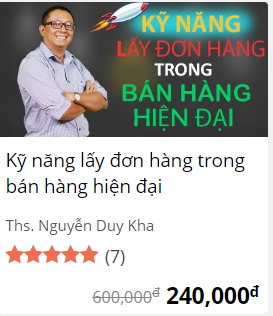 KỸ NĂNG
LẤY ĐƠN HÀNG
TRONG
BÁN HÀNG
HIỆN ĐẠI
Kỹ năng lấy đơn hàng trong
bán hàng hiện đại
Ths. Nguyễn Duy Kha
(7)
600,000đ 240,000đ